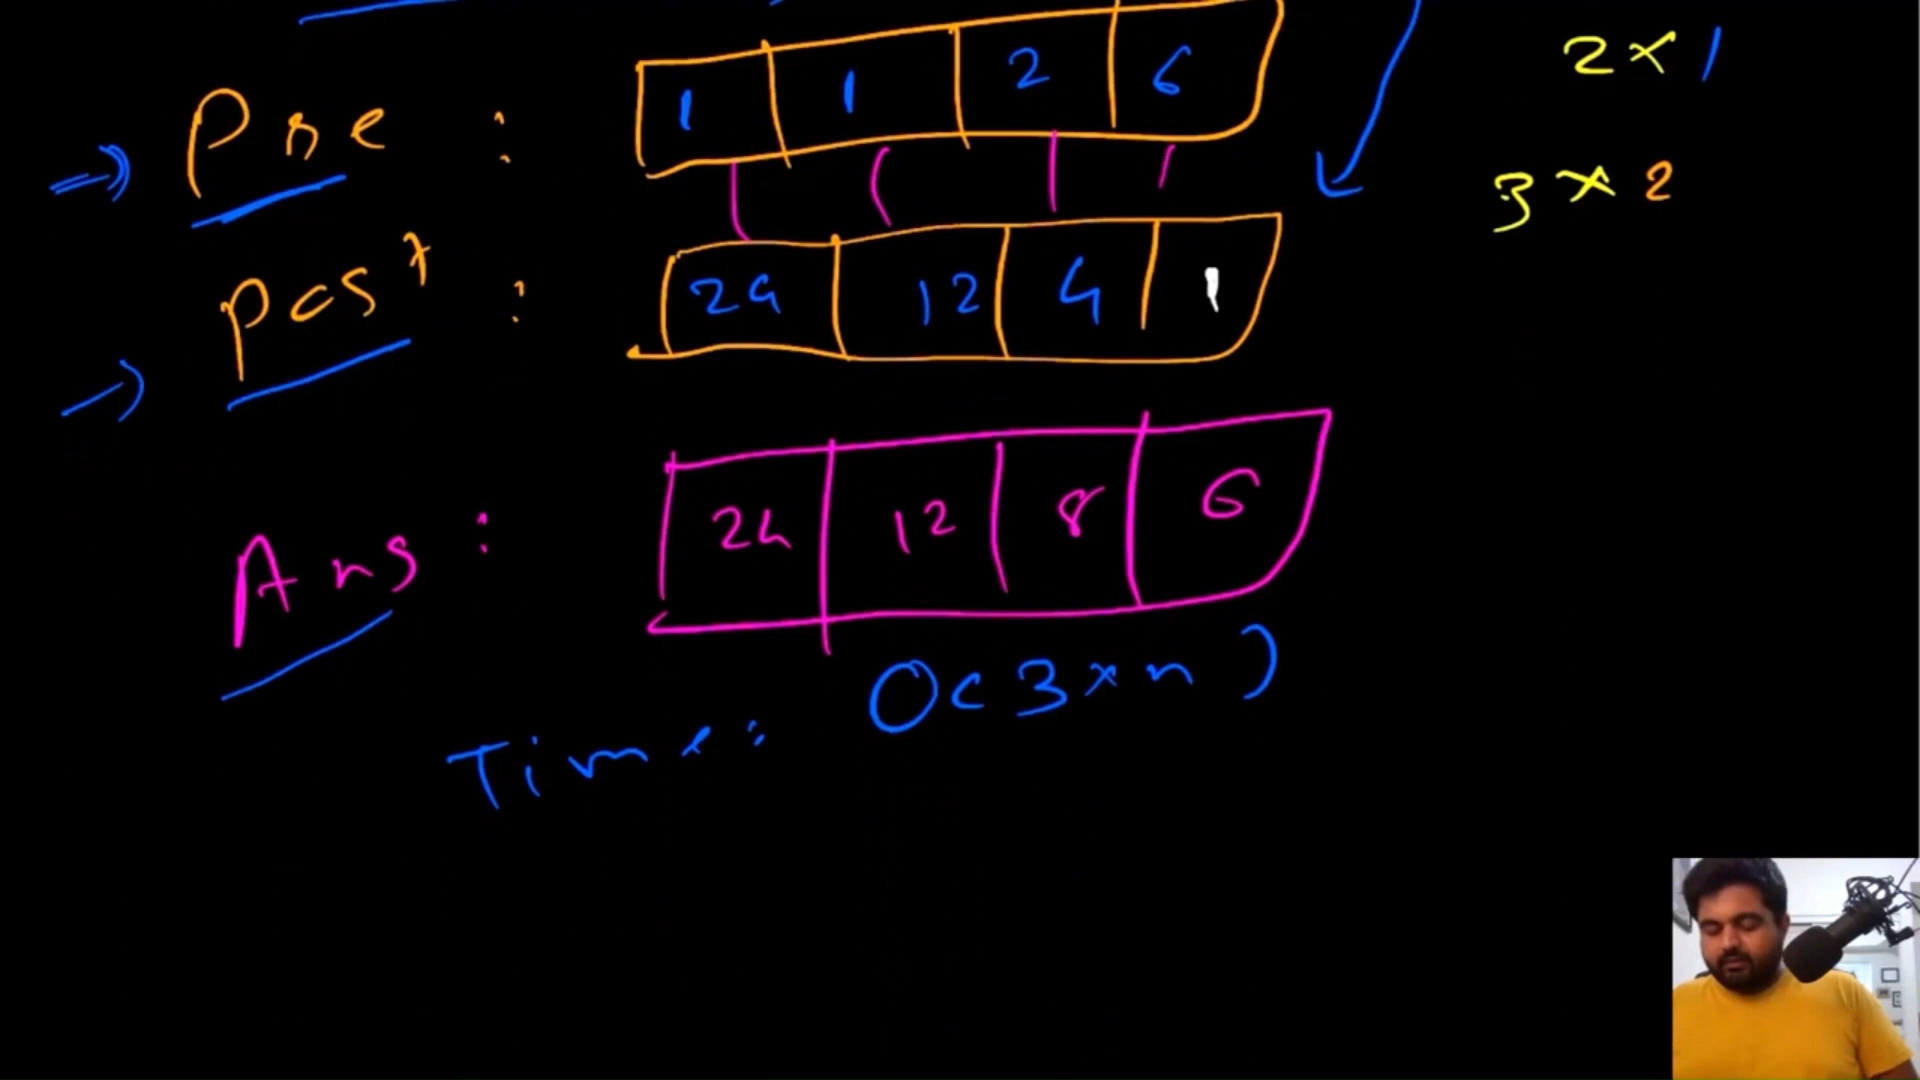 Pre : 1 1 2 6
Post : 24 12 4 1
Ans : 24 12 8 6
Time: O(3×n)
2×1
3×2